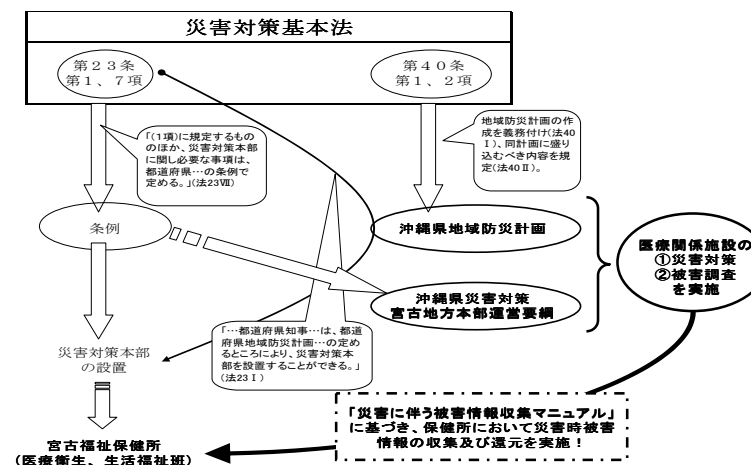 災害対策基本法
第２３条
第１、７項
第４０条
第１、２項
「(1項)に規定するもの
のほか、災害対策本部
に関し必要な事項は、
都道府県…の条例で
定める。」(法23Ⅶ)
地域防災計画の作
成を義務付け(法40
Ⅰ)、同計画に盛り
込むべき内容を規
定(法40Ⅱ)。
条例
沖縄県地域防災計画
沖縄県災害対策
宮古地方本部運営要綱
医療関係施設の
①災害対策
②被害調査
を実施
「…都道府県知事…は、都道
府県地域防災計画…の定め
るところにより、災害対策本
部を設置することができる。」
(法23Ⅰ)
災害対策本部
の設置
「災害に伴う被害情報収集マニュアル」
に基づき、保健所において災害時被害
情報の収集及び還元を実施！
宮古福祉保健所
(医療衛生、生活福祉班)